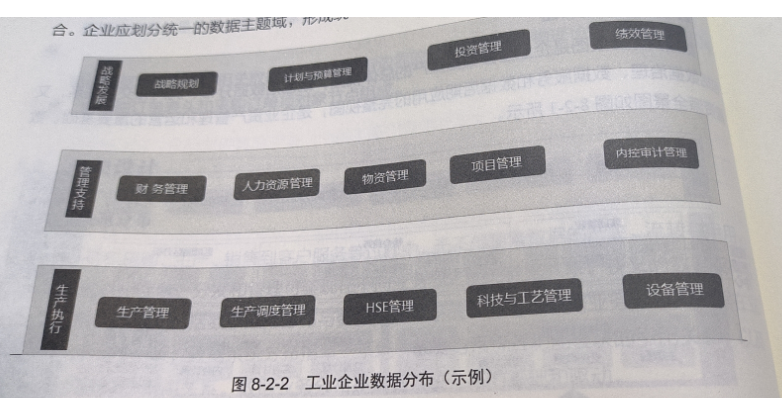 合。企业应划分统一的数据主题域，形成
战略发展
战略规划
计划与预算管理
投资管理
绩效管理
管理支持
财务管理
人力资源管理
物资管理
项目管理
内控审计管理
生产执行
生产管理
生产调度管理
HSE管理
科技与工艺管理
设备管理
图 8-2-2 工业企业数据分布（示例）